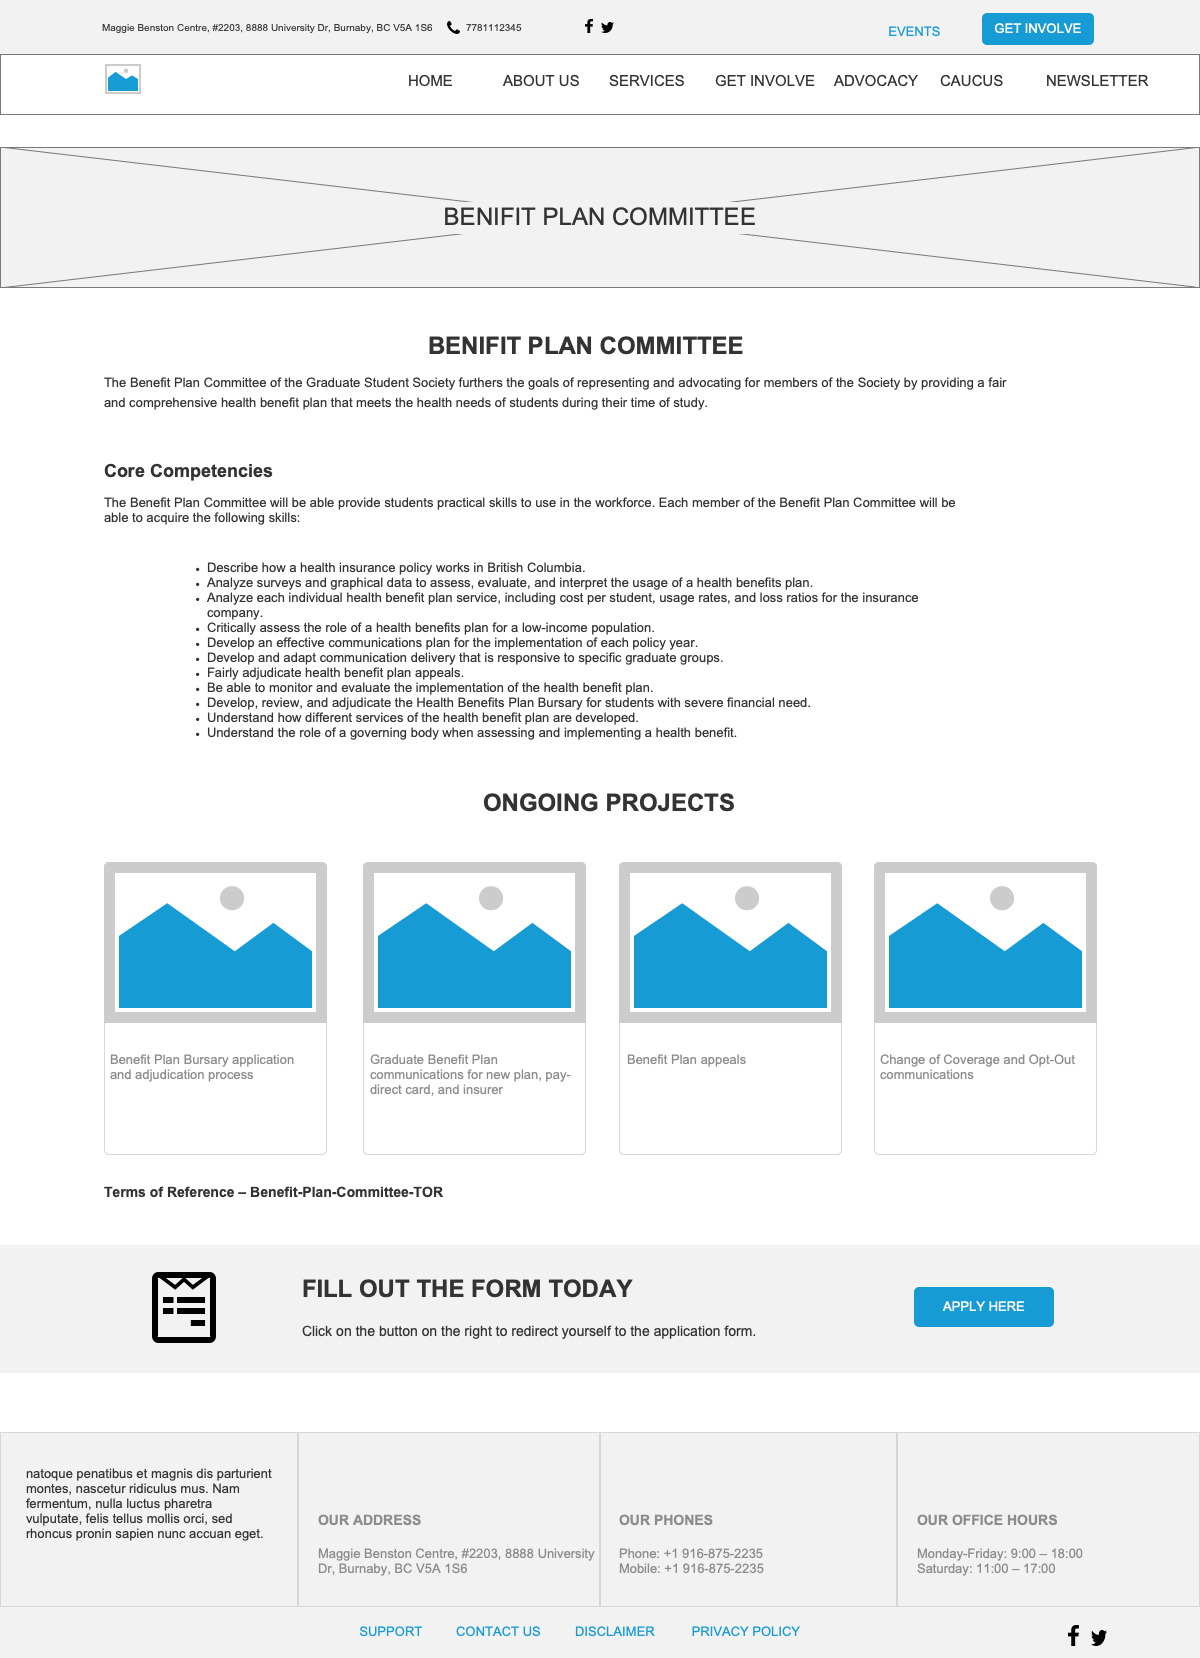 Maggie Benston Centre, #2203, 8888 University Dr, Burnaby, BC V5A 1S6 7781112345
EVENTS
GET INVOLVE
HOME ABOUT US SERVICES GET INVOLVE ADVOCACY CAUCUS NEWSLETTER
BENIFIT PLAN COMMITTEE
BENIFIT PLAN COMMITTEE
The Benefit Plan Committee of the Graduate Student Society furthers the goals of representing and advocating for members of the Society by providing a fair
and comprehensive health benefit plan that meets the health needs of students during their time of study.
Core Competencies
The Benefit Plan Committee will be able provide students practical skills to use in the workforce. Each member of the Benefit Plan Committee will be
able to acquire the following skills:
• Describe how a health insurance policy works in British Columbia.
• Analyze surveys and graphical data to assess, evaluate, and interpret the usage of a health benefits plan.
• Analyze each individual health benefit plan service, including cost per student, usage rates, and loss ratios for the insurance
company.
• Critically assess the role of a health benefits plan for a low-income population.
• Develop an effective communications plan for the implementation of each policy year.
• Develop and adapt communication delivery that is responsive to specific graduate groups.
• Fairly adjudicate health benefit plan appeals.
• Be able to monitor and evaluate the implementation of the health benefit plan.
• Develop, review, and adjudicate the Health Benefits Plan Bursary for students with severe financial need.
• Understand how different services of the health benefit plan are developed.
• Understand the role of a governing body when assessing and implementing a health benefit.
ONGOING PROJECTS
Benefit Plan Bursary application
and adjudication process
Graduate Benefit Plan
communications for new plan, pay-
direct card, and insurer
Benefit Plan appeals
Change of Coverage and Opt-Out
communications
Terms of Reference – Benefit-Plan-Committee-TOR
FILL OUT THE FORM TODAY
Click on the button on the right to redirect yourself to the application form.
APPLY HERE
natoque penatibus et magnis dis parturient
montes, nascetur ridiculus mus. Nam
fermentum, nulla luctus pharetra
vulputate, felis tellus mollis orci, sed
rhoncus pronin sapien nunc accuan eget.
OUR ADDRESS
Maggie Benston Centre, #2203, 8888 University
Dr, Burnaby, BC V5A 1S6
OUR PHONES
Phone: +1 916-875-2235
Mobile: +1 916-875-2235
OUR OFFICE HOURS
Monday-Friday: 9:00 – 18:00
Saturday: 11:00 – 17:00
SUPPORT CONTACT US DISCLAIMER PRIVACY POLICY